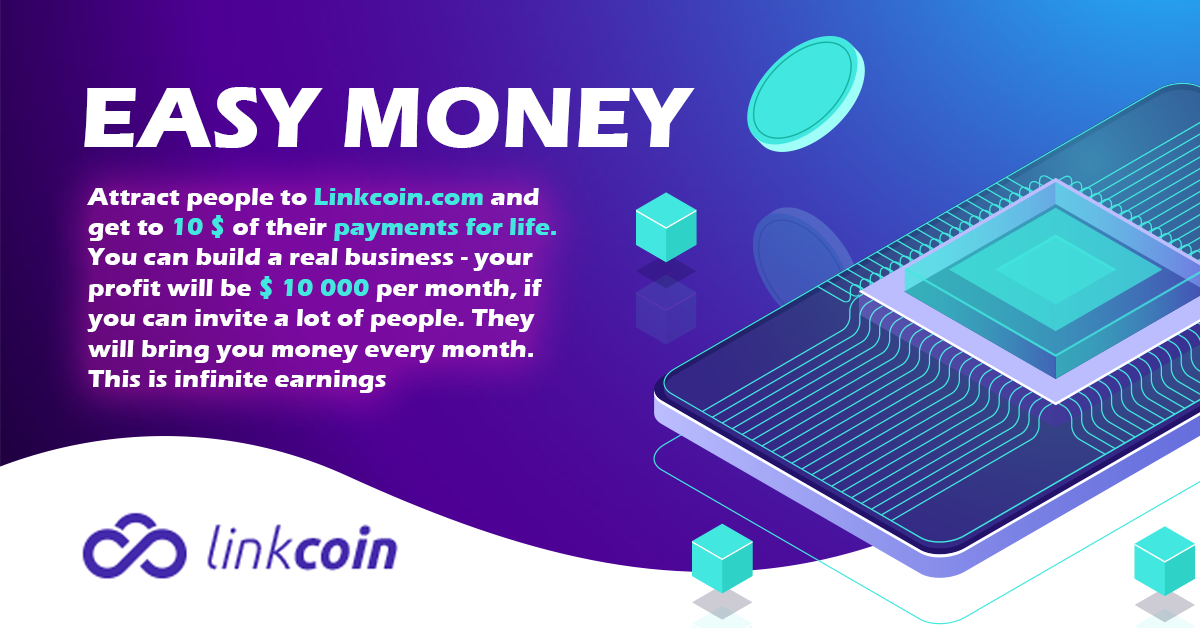 EASY MONEY
Attract people to Linkcoin.com and
get to 10 $ of their payments for life.
You can build a real business - your
profit will be $ 10 000 per month, if
you can invite a lot of people. They
will bring you money every month.
This is infinite earnings
linkcoin